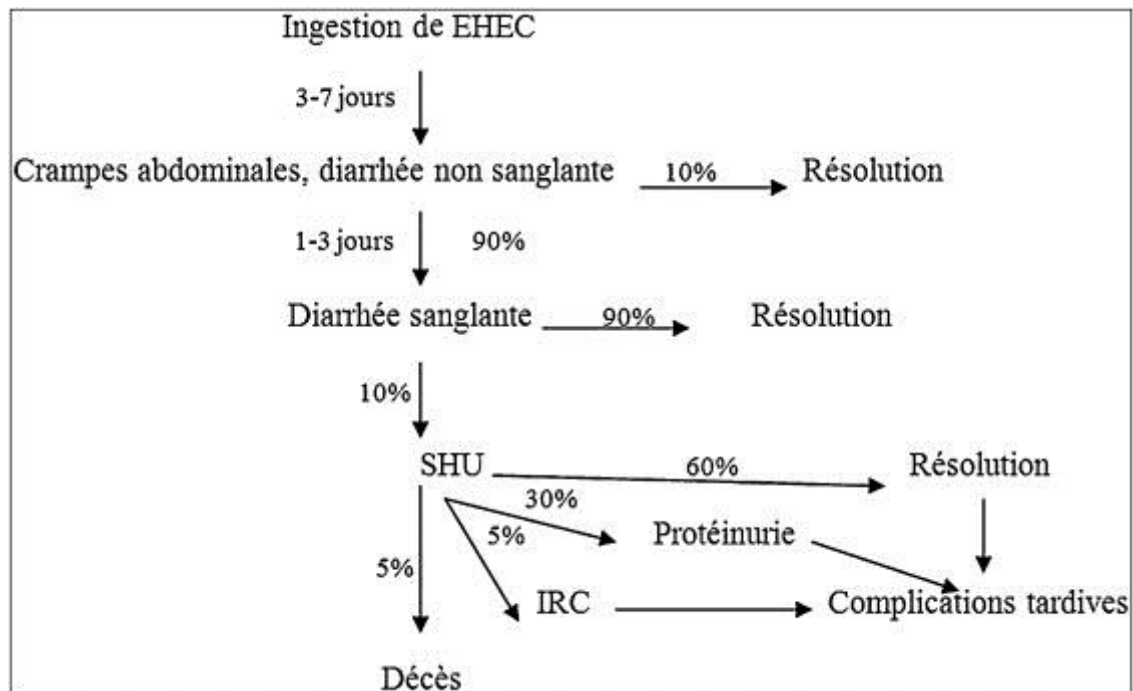 Ingestion de EHEC
3-7 jours
Crampes abdominales, diarrhée non sanglante 10% Résolution
1-3 jours 90%
Diarrhée sanglante 90% Résolution
10%
SHU 60% Résolution
30%
5% Protéinurie
5%
IRC Complications tardives
Décès